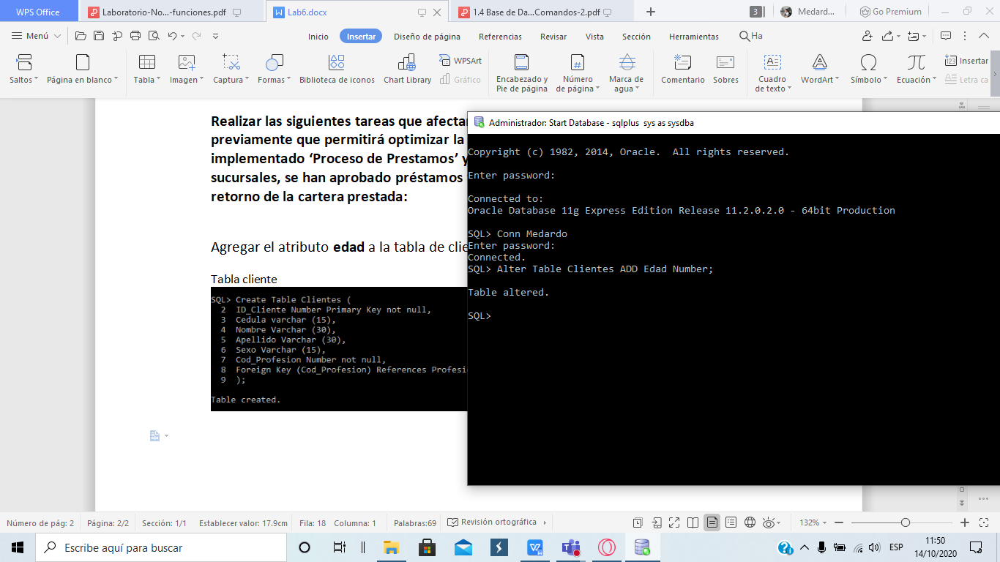 WPS Office
Laboratorio-No...-funciones.pdf
Lab6.docx
1.4 Base de Da...Comandos-2.pdf
3
Medard...
Go Premium
Menú
Inicio
Insertar
Diseño de página
Referencias
Revisar
Vista
Sección
Herramientas
Ha
Saltos
Página en blanco
Tabla
Imagen
Captura
Formas
Biblioteca de iconos
Chart Library
WPSArt
Gráfico
Encabezado y
Pie de página
Número
de página
Marca de
agua
Comentario
Sobres
Cuadro
de texto
WordArt
Símbolo
Ecuación
Insertar
Letra ca
Realizar las siguientes tareas que afectar
previamente que permitirá optimizar la
implementado ‘Proceso de Prestamos’ y
sucursales, se han aprobado préstamos
retorno de la cartera prestada:
Agregar el atributo edad a la tabla de clie
Tabla cliente
SQL> Create Table Clientes (
2 ID_Cliente Number Primary Key not null,
3 Cedula varchar (15),
4 Nombre Varchar (30),
5 Apellido Varchar (30),
6 Sexo Varchar (15),
7 Cod_Profesion Number not null,
8 Foreign Key (Cod_Profesion) References Profesi
9 );
Table created.
Administrador: Start Database - sqlplus sys as sysdba
Copyright (c) 1982, 2014, Oracle. All rights reserved.
Enter password:
Connected to:
Oracle Database 11g Express Edition Release 11.2.0.2.0 - 64bit Production
SQL> Conn Medardo
Enter password:
Connected.
SQL> Alter Table Clientes ADD Edad Number;
Table altered.
SQL>
Número de pág: 2
Página: 2/2
Sección: 1/1
Establecer valor: 17.9cm
Fila: 18
Columna: 1
Palabras:69
Revisión ortográfica
132%
Escribe aquí para buscar
ESP
11:50
14/10/2020